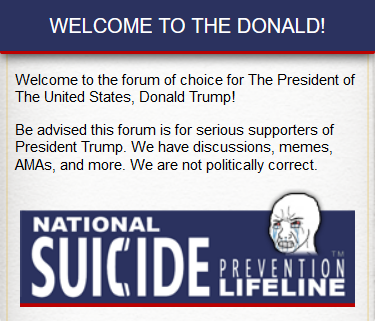 WELCOME TO THE DONALD!
Welcome to the forum of choice for The President of
The United States, Donald Trump!
Be advised this forum is for serious supporters of
President Trump. We have discussions, memes,
AMAs, and more. We are not politically correct.
NATIONAL
SUICIDE PREVENTION
LIFELINE
TM